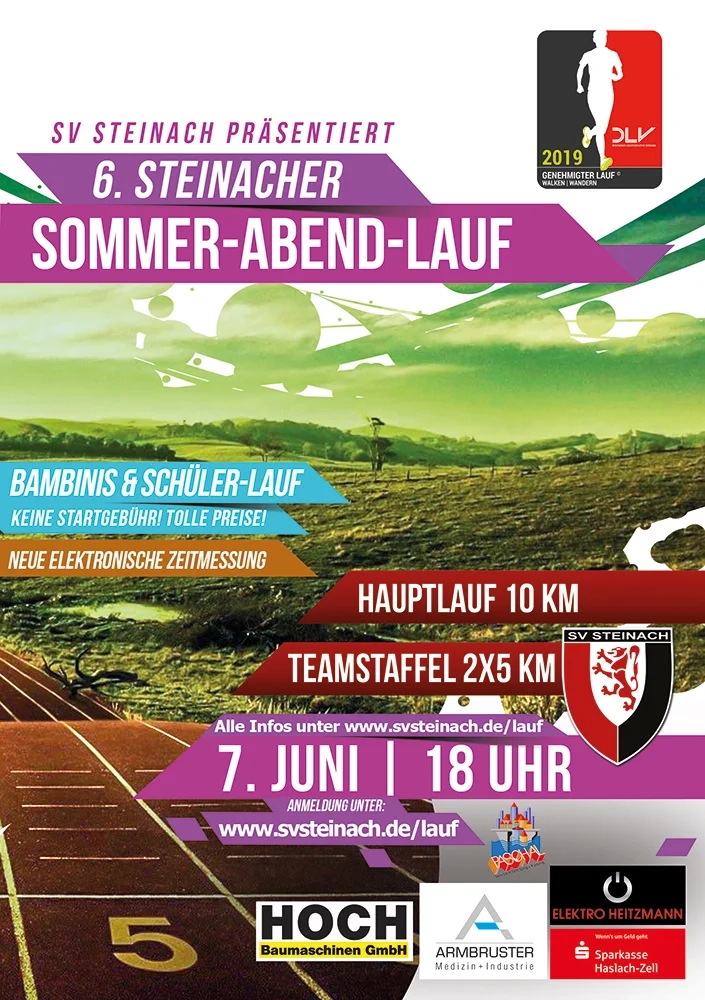 SV STEINACH PRÄSENTIERT
6. STEINACHER
SOMMER-ABEND-LAUF
DLV
2019
GENEHMIGTER LAUF ©
WALKEN | WANDERN
BAMBINIS & SCHÜLER-LAUF
KEINE STARTGEBÜHR! TOLLE PREISE!
NEUE ELEKTRONISCHE ZEITMESSUNG
HAUPTLAUF 10 KM
TEAMSTAFFEL 2X5 KM
SV STEINACH
Alle Infos unter www.svsteinach.de/lauf
7. JUNI | 18 UHR
ANMELDUNG UNTER:
www.svsteinach.de/lauf
PASCHAL
5
HOCH
Baumaschinen GmbH
ARMBRUSTER
Medizin+Industrie
ELEKTRO HEITZMANN
Wenn's um Geld geht
Sparkasse
Haslach-Zell